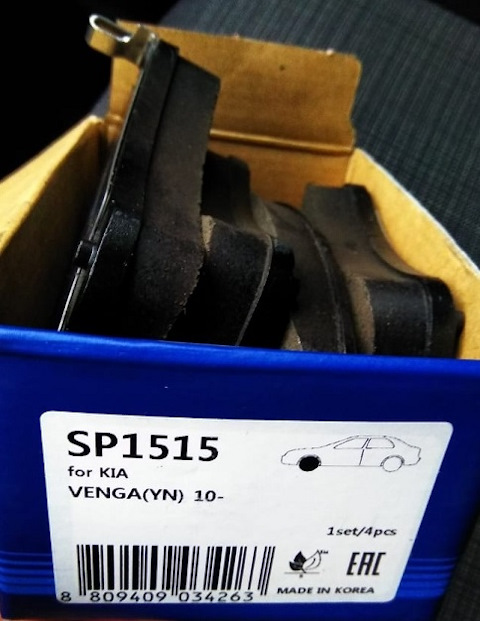 SP1515
for KIA
VENGA(YN) 10-
1set/4pcs
EAC
MADE IN KOREA
8 809409 034263